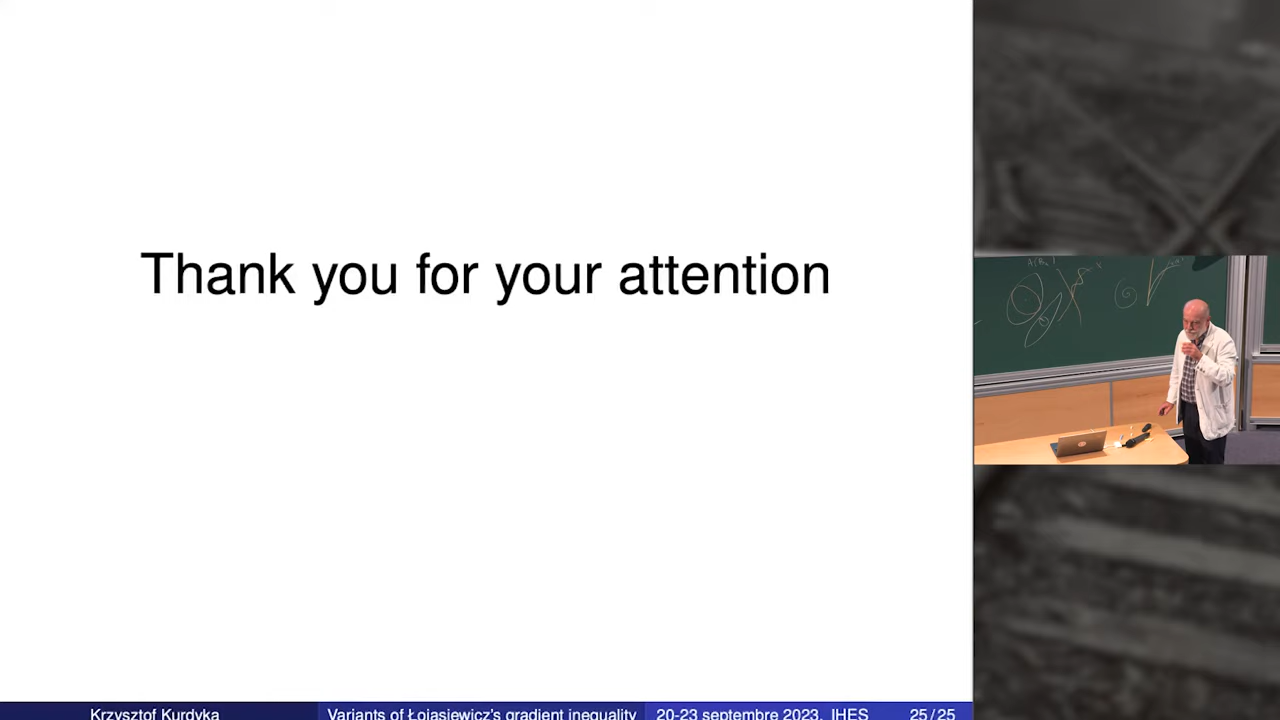 Thank you for your attention
Krzysztof Kurdyka
Variants of Łojasiewicz's gradient inequality
20-23 septembre 2023, IHES
25 / 25